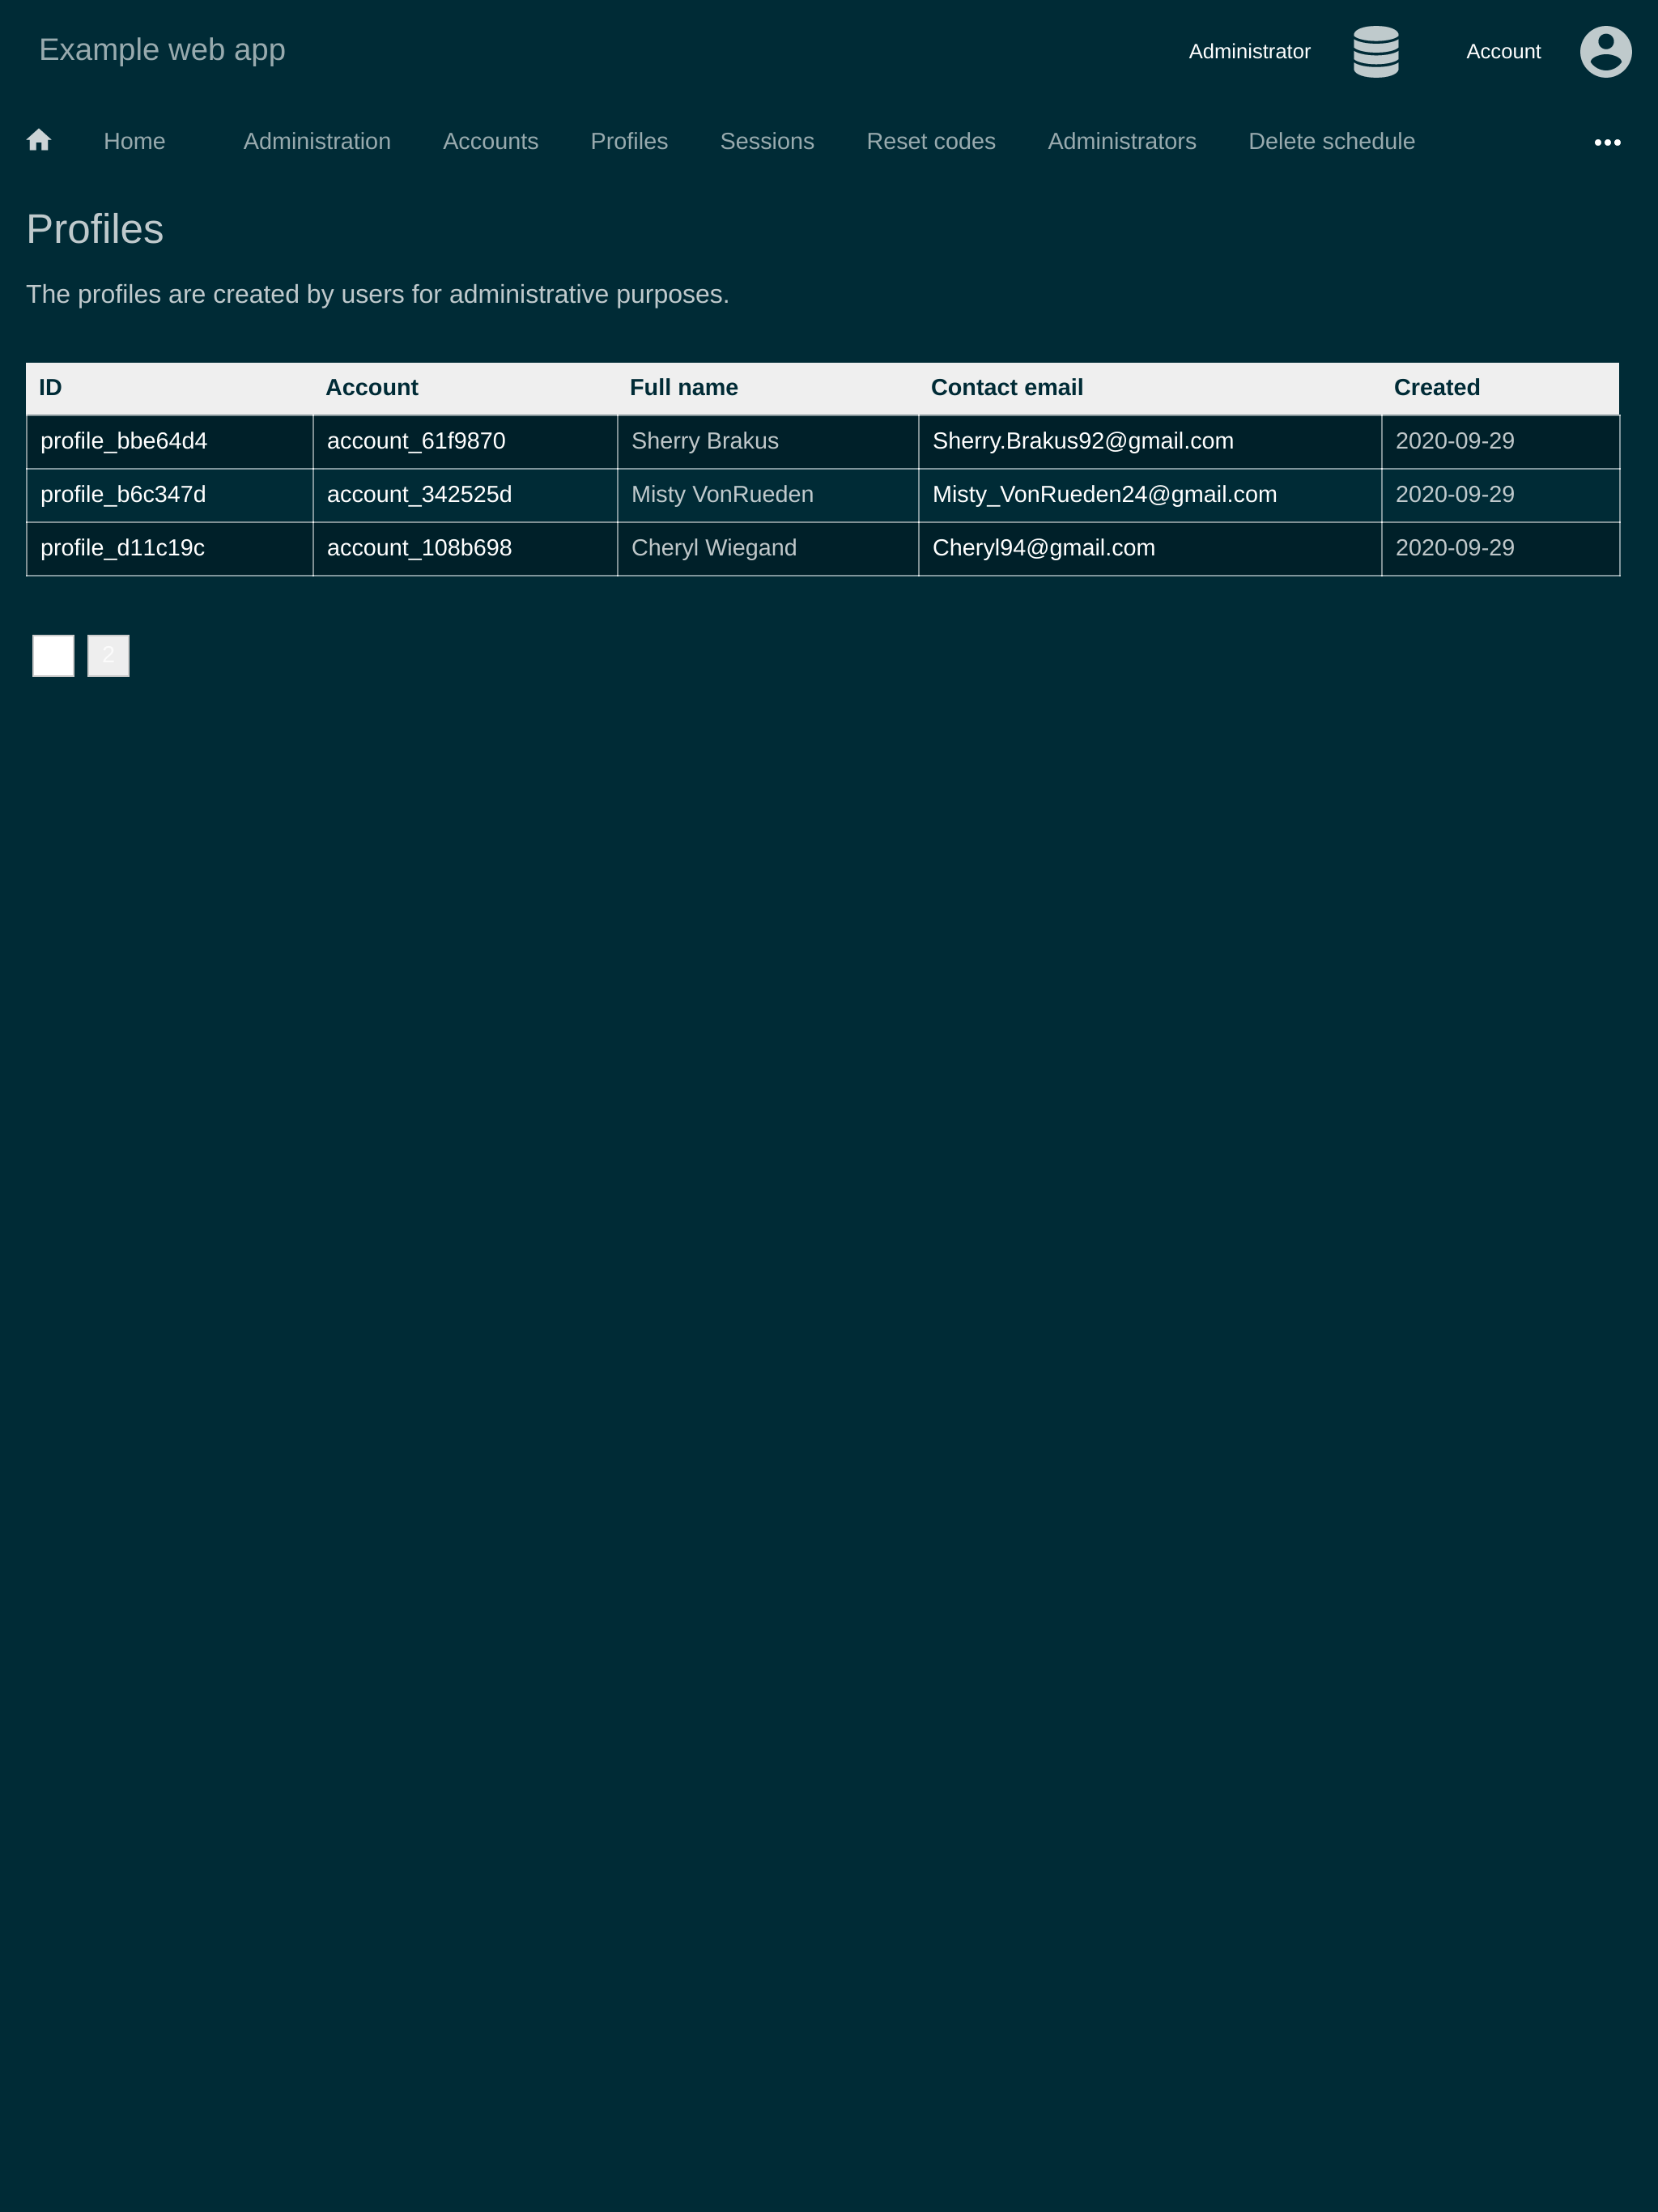 Example web app
Administrator
Account
Home Administration Accounts Profiles Sessions Reset codes Administrators Delete schedule
Profiles
The profiles are created by users for administrative purposes.
ID Account Full name Contact email Created
profile_bbe64d4 account_61f9870 Sherry Brakus Sherry.Brakus92@gmail.com 2020-09-29
profile_b6c347d account_342525d Misty VonRueden Misty_VonRueden24@gmail.com 2020-09-29
profile_d11c19c account_108b698 Cheryl Wiegand Cheryl94@gmail.com 2020-09-29
2